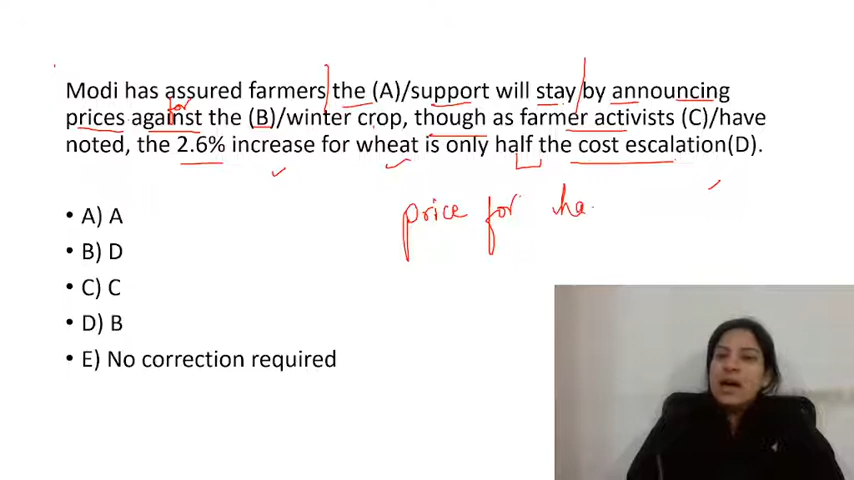 Modi has assured farmers the (A)/support will stay by announcing
for
prices against the (B)/winter crop, though as farmer activists (C)/have
noted, the 2.6% increase for wheat is only half the cost escalation(D).
• A) A
price for ha
• B) D
• C) C
• D) B
• E) No correction required